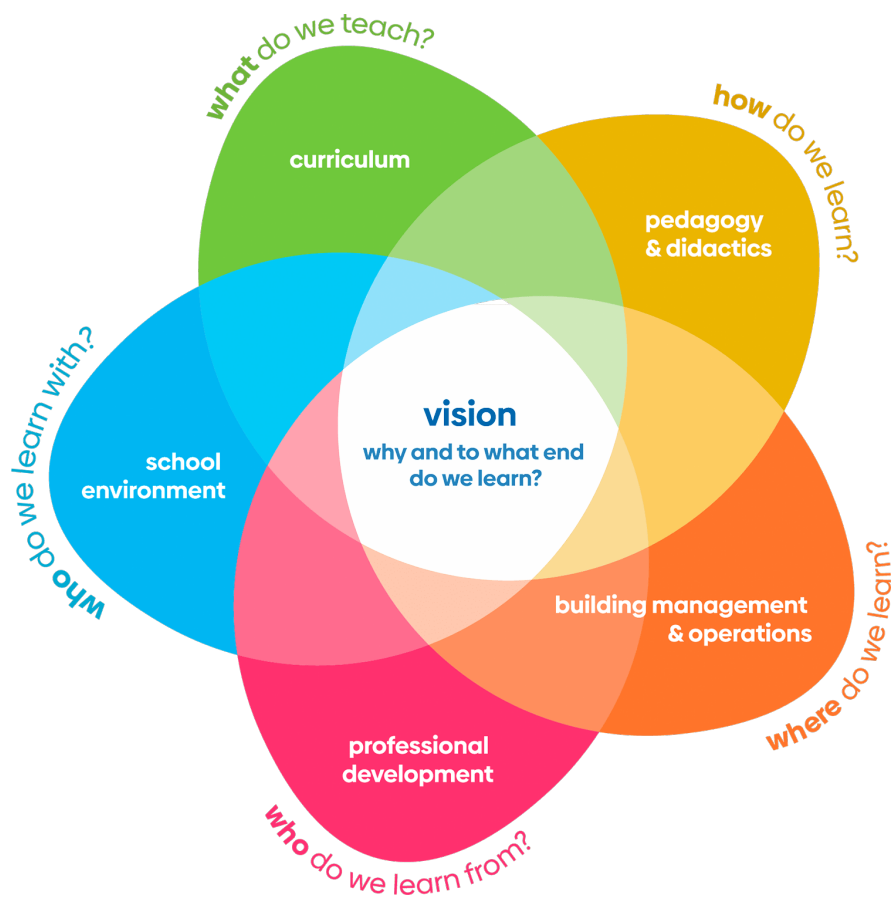 what do we teach?
curriculum
how do we learn?
pedagogy
& didactics
vision
why and to what end
do we learn?
who do we learn with?
school
environment
building management
& operations
where do we learn?
professional
development
who do we learn from?